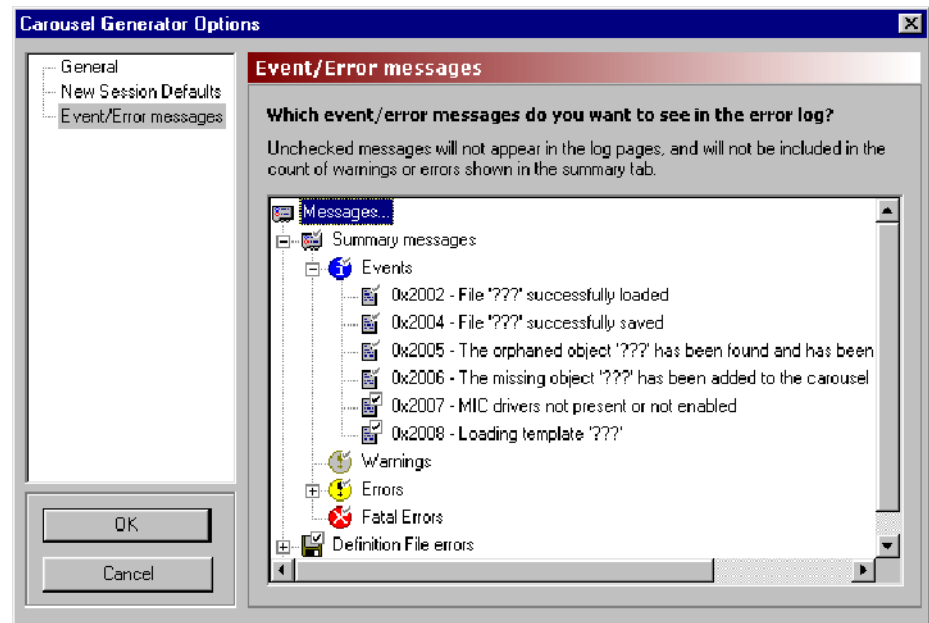 Carousel Generator Options
General
New Session Defaults
Event/Error messages
OK
Cancel
Event/Error messages
Which event/error messages do you want to see in the error log?
Unchecked messages will not appear in the log pages, and will not be included in the
count of warnings or errors shown in the summary tab.
Messages...
Summary messages
Events
0x2002 - File '???' successfully loaded
0x2004 - File '???' successfully saved
0x2005 - The orphaned object '???' has been found and has been
0x2006 - The missing object '???' has been added to the carousel
0x2007 - MIC drivers not present or not enabled
0x2008 - Loading template '???'
Warnings
Errors
Fatal Errors
Definition File errors